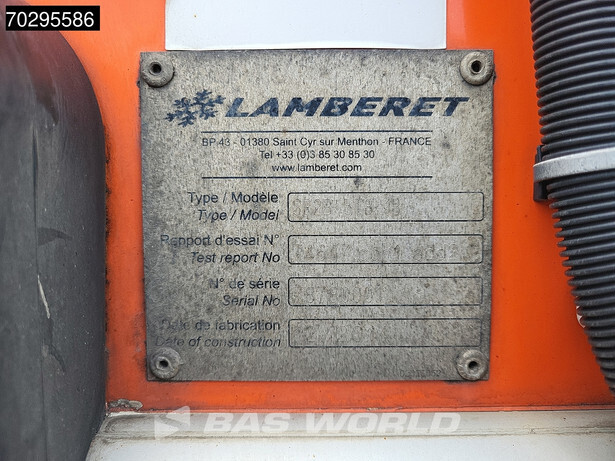 70295586
LAMBERET
BP 43 - 01380 Saint Cyr sur Menthon - FRANCE
Tel +33 (0)3 85 30 85 30
www.lamberet.com
Type / Modèle
Type / Model
Rapport d'essai N°
Test report No
N° de série
Serial No
Date de fabrication
Date of construction
BAS WORLD